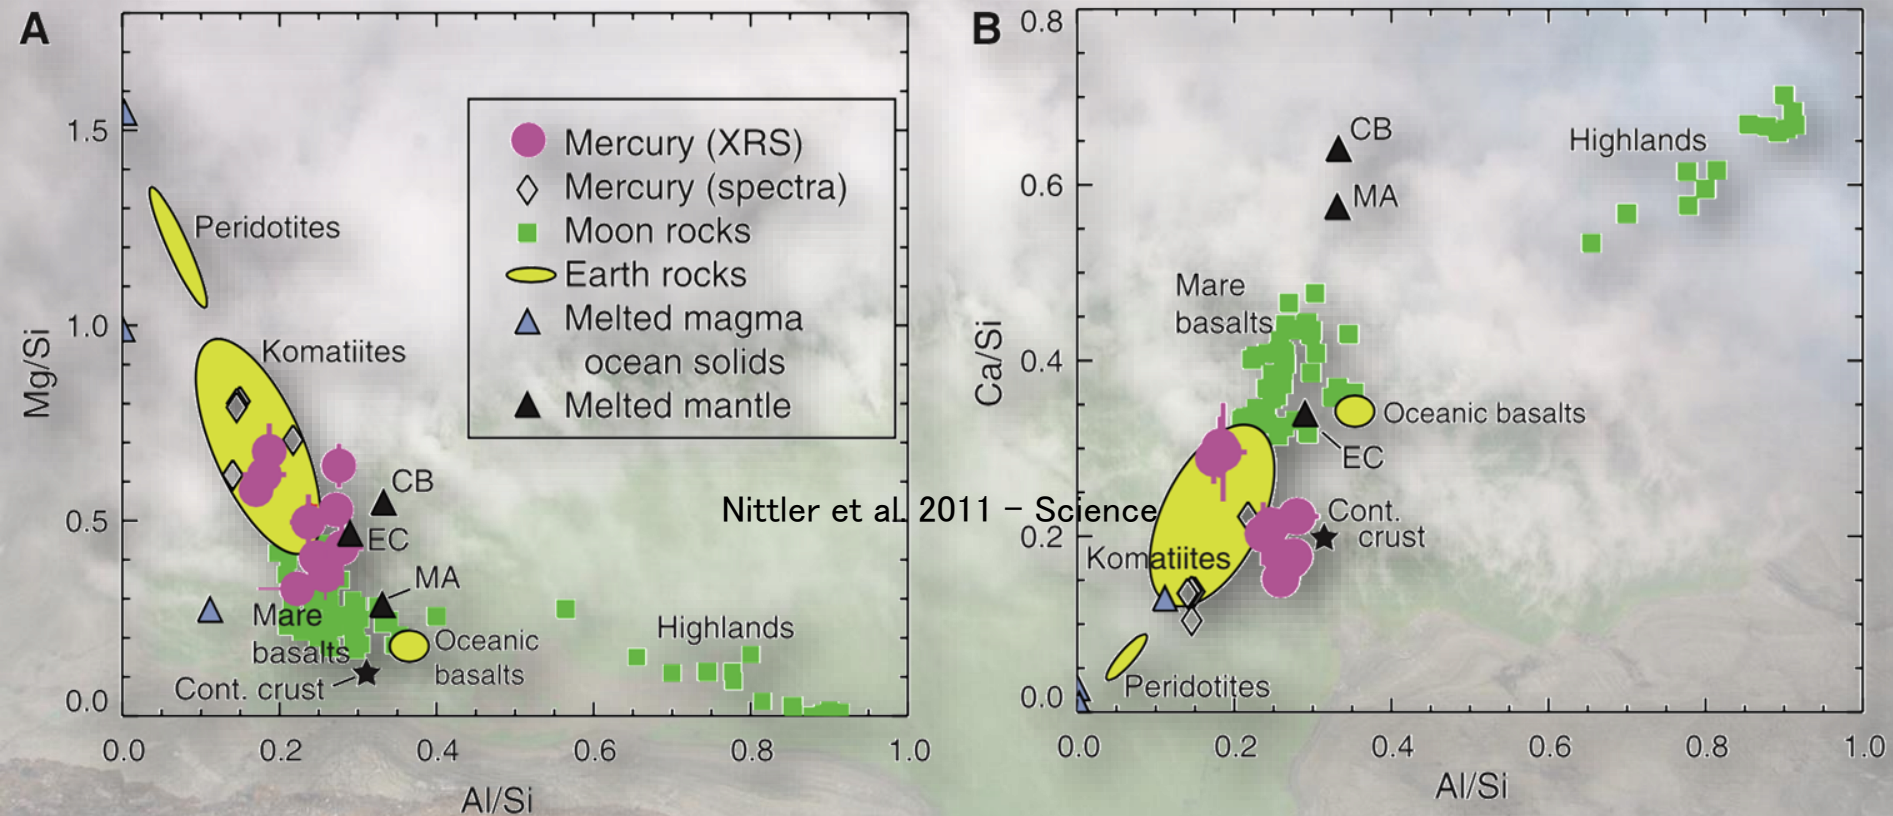 A
Mg/Si
1.5
1.0
0.5
0.0
0.0 0.2 0.4 0.6 0.8 1.0
Al/Si
Mercury (XRS)
Mercury (spectra)
Moon rocks
Earth rocks
Melted magma
ocean solids
Melted mantle
Peridotites
Komatiites
CB
EC
MA
Mare
basalts
Cont. crust
Oceanic
basalts
Highlands
Nittler et al. 2011 - Science
B
Ca/Si
0.8
0.6
0.4
0.2
0.0
0.0 0.2 0.4 0.6 0.8 1.0
Al/Si
CB
MA
Highlands
Mare
basalts
Oceanic basalts
EC
Cont.
crust
Komatiites
Peridotites